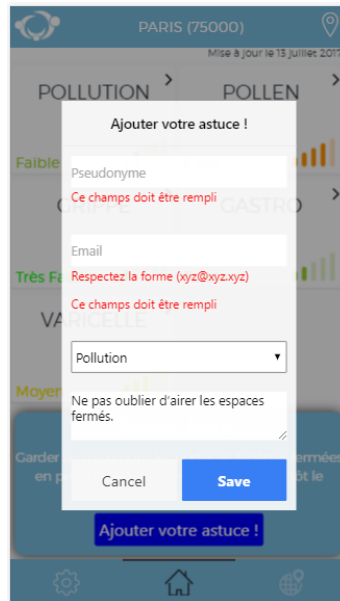 PARIS (75000)
Mise à jour le 13 juillet 2017
POLLUTION >
POLLEN >
Ajouter votre astuce !
Faible
Pseudonyme
Ce champs doit être rempli
GRIPPE
GASTRO >
Email
Très Fa
Respectez la forme (xyz@xyz.xyz)
Ce champs doit être rempli
VARICELLE
Pollution
Moyen
Ne pas oublier d'airer les espaces
fermés.
Garder
ermées
en p
ôt le
Cancel
Save
Ajouter votre astuce !